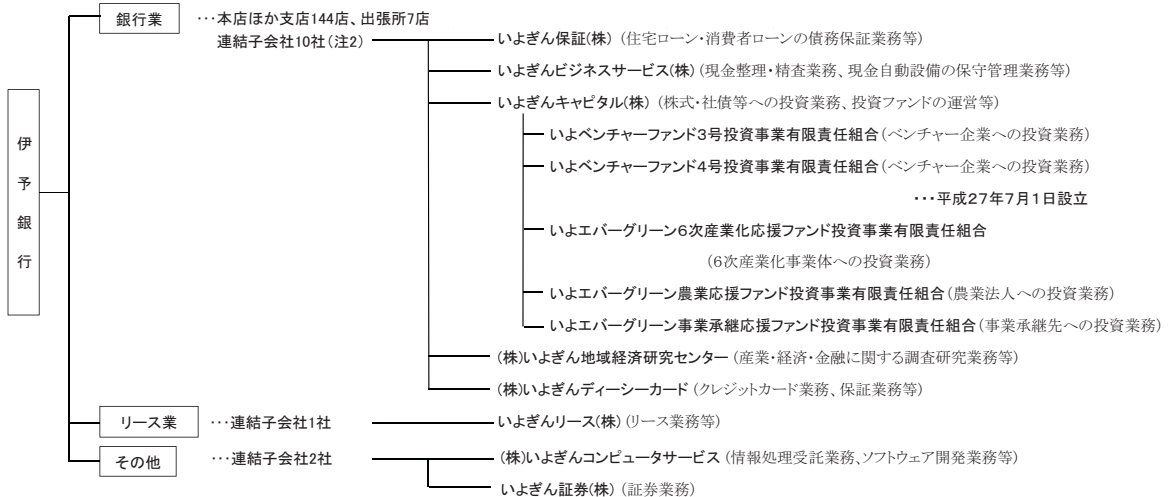 伊予銀行
銀行業 ･･･本店ほか支店144店、出張所7店
連結子会社10社(注2)
いよぎん保証(株) (住宅ローン・消費者ローンの債務保証業務等)
いよぎんビジネスサービス(株) (現金整理・精査業務、現金自動設備の保守管理業務等)
いよぎんキャピタル(株) (株式・社債等への投資業務、投資ファンドの運営等)
いよベンチャーファンド3号投資事業有限責任組合(ベンチャー企業への投資業務)
いよベンチャーファンド4号投資事業有限責任組合(ベンチャー企業への投資業務)
･･･平成27年7月1日設立
いよエバーグリーン6次産業化応援ファンド投資事業有限責任組合
(6次産業化事業体への投資業務)
いよエバーグリーン農業応援ファンド投資事業有限責任組合(農業法人への投資業務)
いよエバーグリーン事業承継応援ファンド投資事業有限責任組合(事業承継先への投資業務)
(株)いよぎん地域経済研究センター (産業・経済・金融に関する調査研究業務等)
(株)いよぎんディーシーカード (クレジットカード業務、保証業務等)
リース業 ･･･連結子会社1社 いよぎんリース(株) (リース業務等)
その他 ･･･連結子会社2社 (株)いよぎんコンピュータサービス (情報処理受託業務、ソフトウェア開発業務等)
いよぎん証券(株) (証券業務)